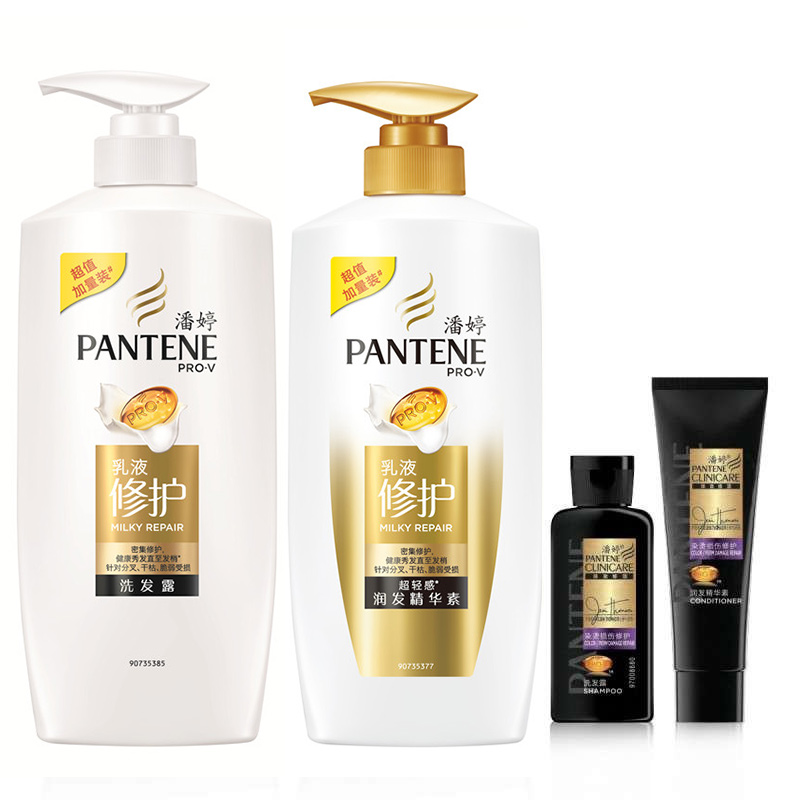 超值
加量装#
潘婷
PANTENE
PRO-V
PRO-V
乳液
修护
MILKY REPAIR
密集修护,
健康秀发直至发梢*
针对分叉、干枯、脆弱受损
洗发露
90735385
超值
加量装#
潘婷
PANTENE
PRO-V
PRO-V
乳液
修护
MILKY REPAIR
密集修护,
健康秀发直至发梢*
针对分叉、干枯、脆弱受损
超轻感*
润发精华素
90735377
PANTENE
潘婷
PANTENE
CLINICARE
染烫损伤修护
COLOR / PERM DAMAGE REPAIR
洗发露
SHAMPOO
97008680
PANTENE
潘婷
PANTENE
CLINICARE
染烫损伤修护
COLOR / PERM DAMAGE REPAIR
润发精华素
CONDITIONER